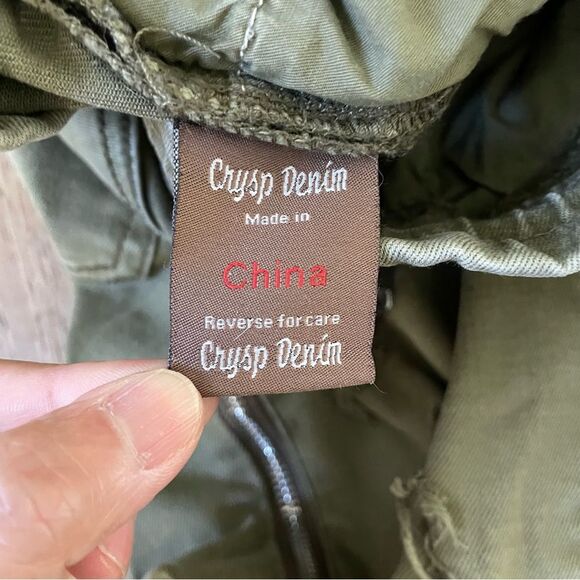 Crysp Denim
Made in
China
Reverse for care
Crysp Denim